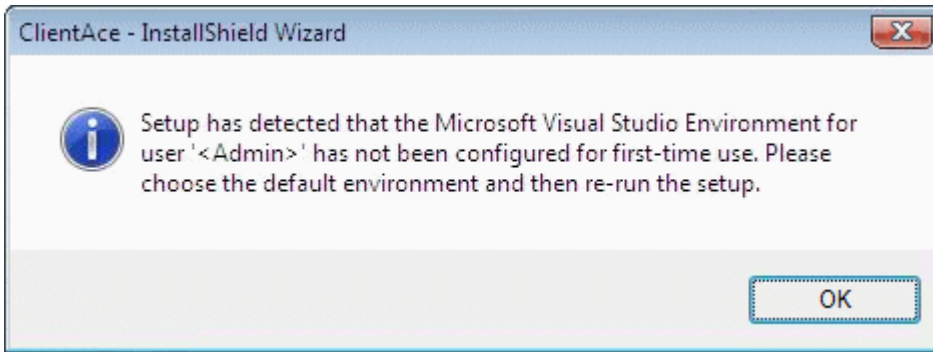 ClientAce - InstallShield Wizard
Setup has detected that the Microsoft Visual Studio Environment for
user '<Admin>' has not been configured for first-time use. Please
choose the default environment and then re-run the setup.
OK